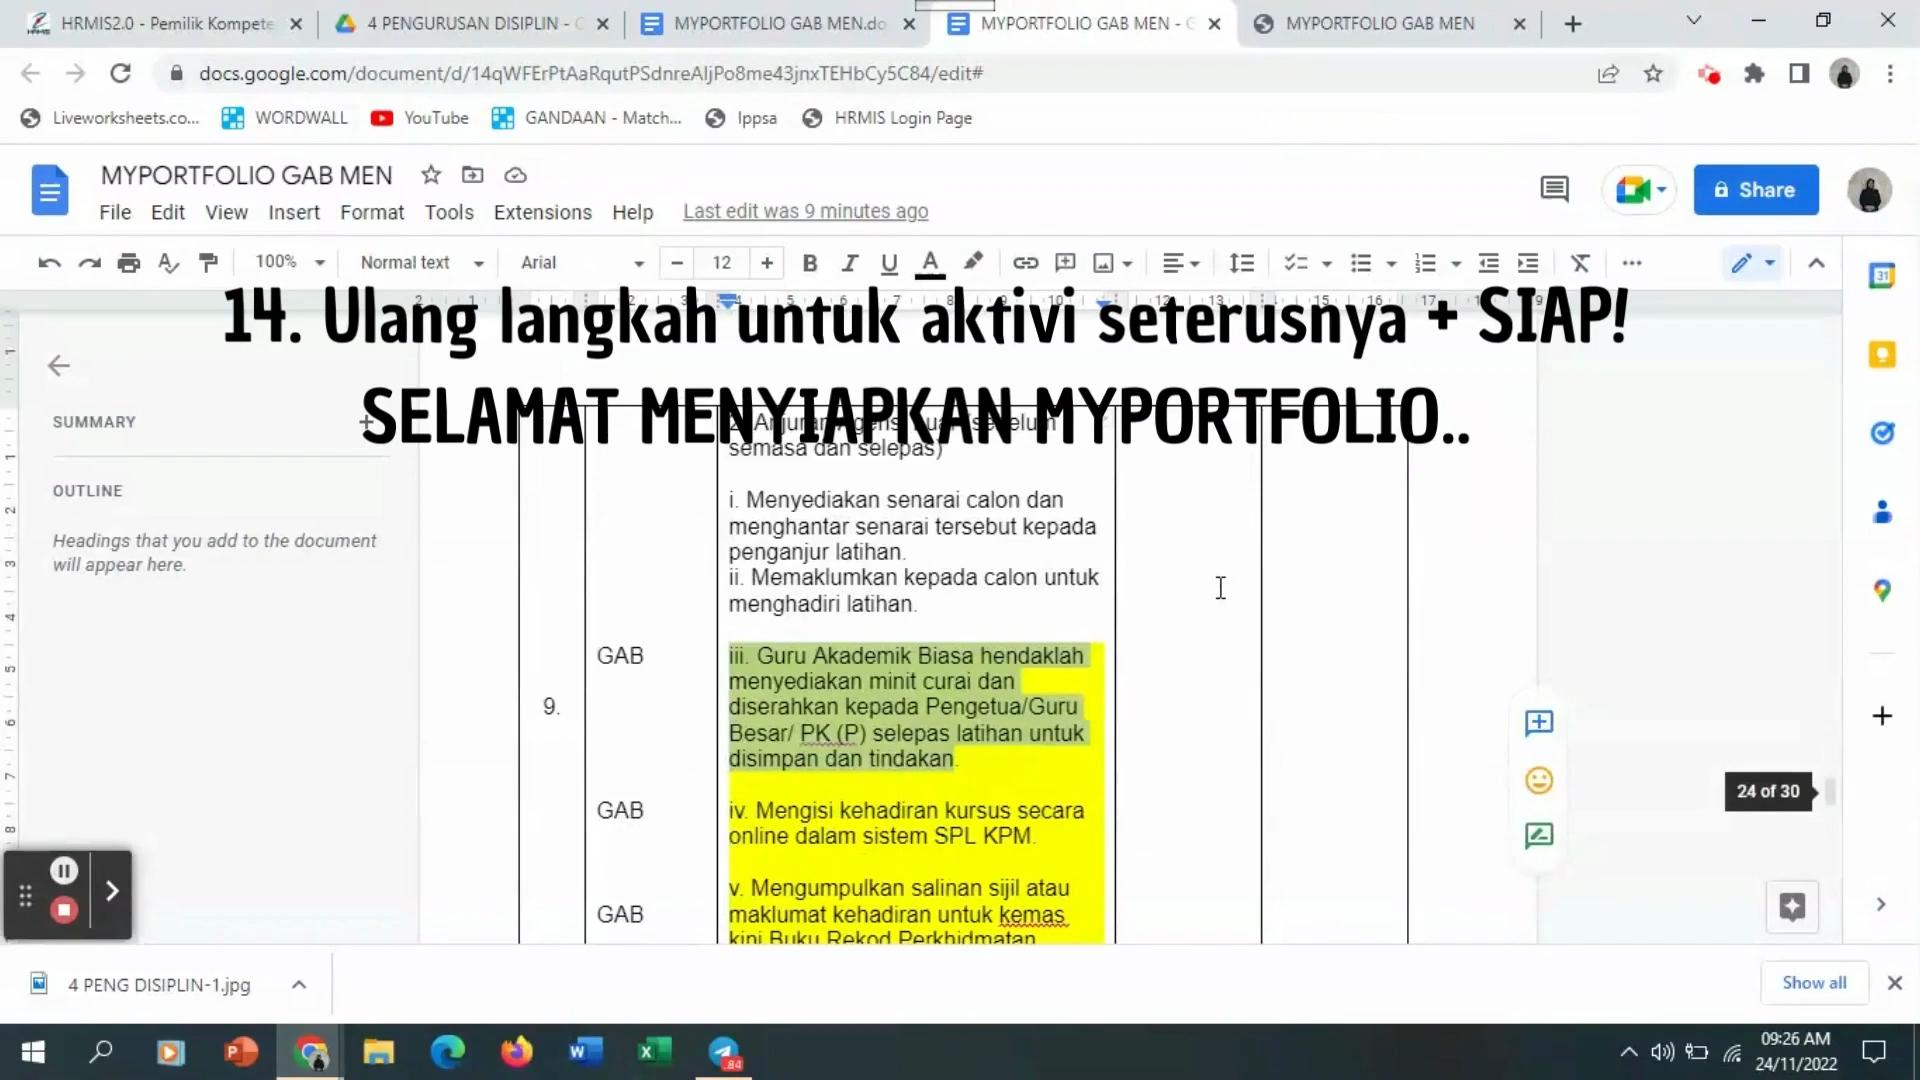 HRMIS2.0 - Pemilik Kompete
4 PENGURUSAN DISIPLIN -
MYPORTFOLIO GAB MEN.do
MYPORTFOLIO GAB MEN - G
MYPORTFOLIO GAB MEN
docs.google.com/document/d/14qWFErPtAaRqutPSdnreAljPo8me43jnxTEHbCy5C84/edit#
Liveworksheets.co...
WORDWALL
YouTube
GANDAAN - Match...
Ippsa
HRMIS Login Page
MYPORTFOLIO GAB MEN
File Edit View Insert Format Tools Extensions Help
Last edit was 9 minutes ago
Share
100%
Normal text
Arial
12
14. Ulang langkah untuk aktivi seterusnya + SIAP!
SELAMAT MENYIAPKAN MYPORTFOLIO..
SUMMARY
OUTLINE
Headings that you add to the document
will appear here.
semasa dan selepas)
i. Menyediakan senarai calon dan
menghantar senarai tersebut kepada
penganjur latihan.
ii. Memaklumkan kepada calon untuk
menghadiri latihan.
9.
GAB
iii. Guru Akademik Biasa hendaklah
menyediakan minit curai dan
diserahkan kepada Pengetua/Guru
Besar/ PK (P) selepas latihan untuk
disimpan dan tindakan.
GAB
iv. Mengisi kehadiran kursus secara
online dalam sistem SPL KPM.
GAB
v. Mengumpulkan salinan sijil atau
maklumat kehadiran untuk kemas
kini Buku Rekod Perkhidmatan
24 of 30
4 PENG DISIPLIN-1.jpg
Show all
84
09:26 AM
24/11/2022